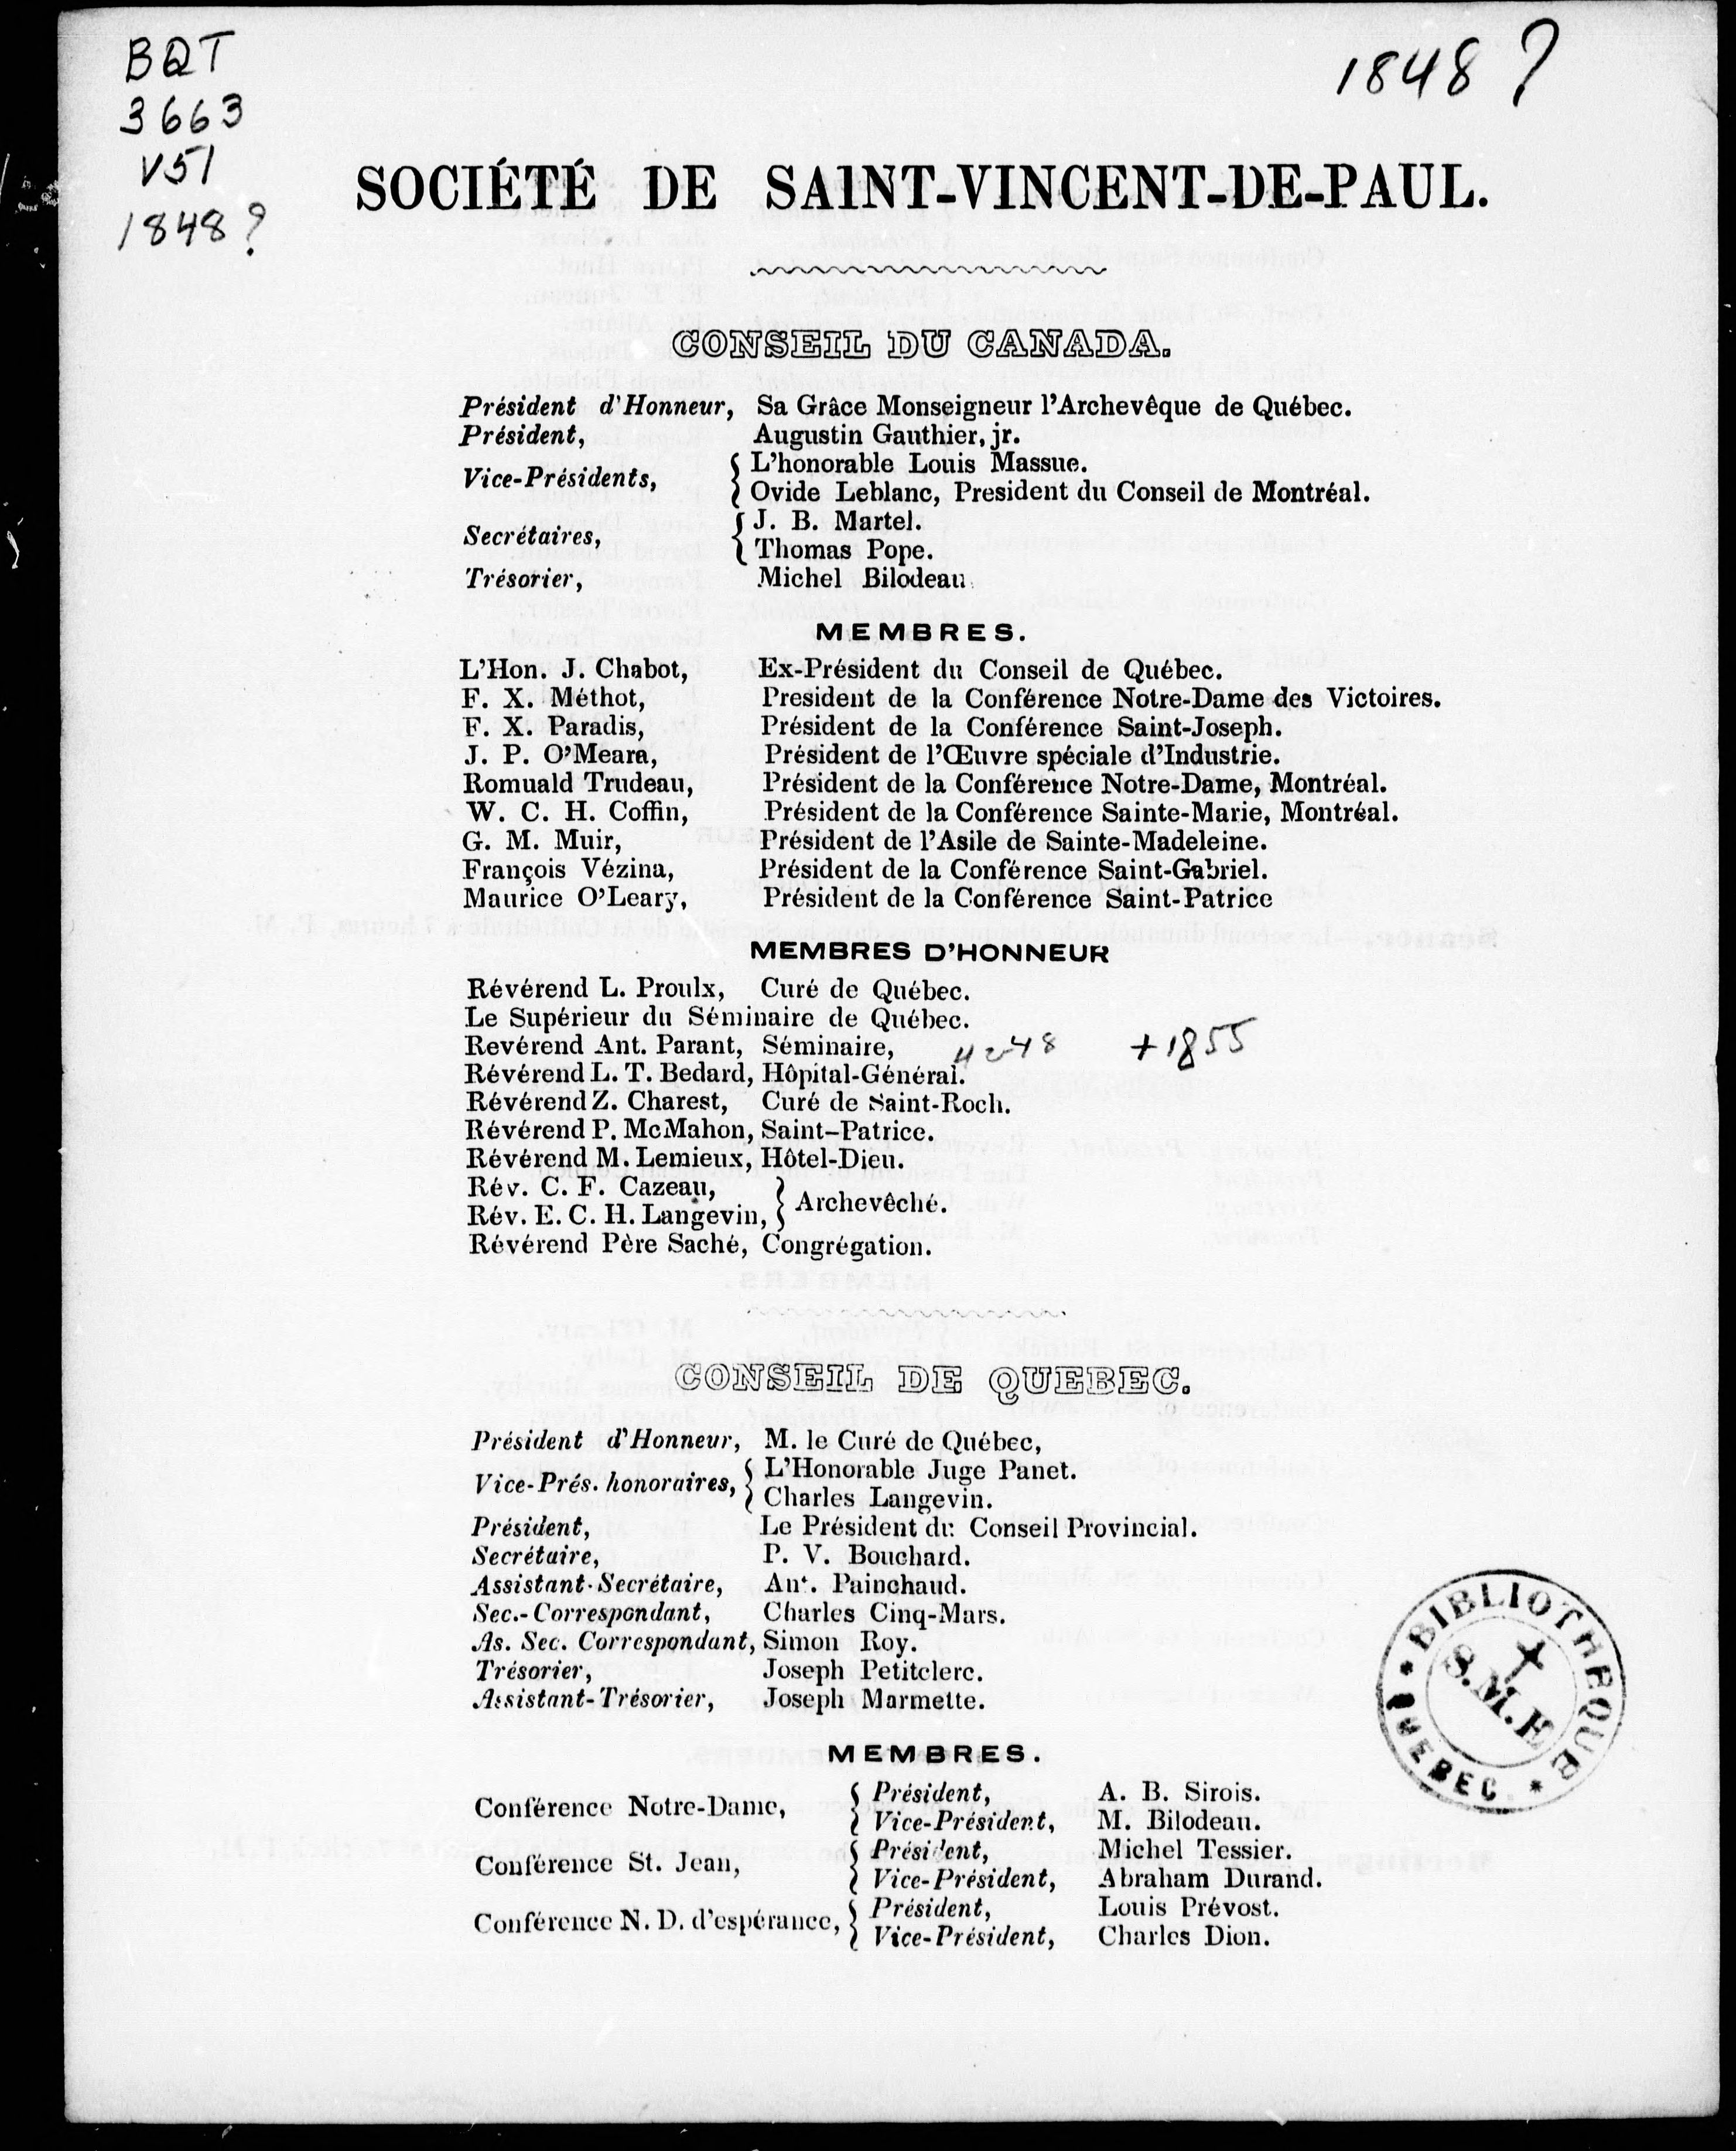 BQT
3663
V51
1848?
1848?
SOCIÉTÉ DE SAINT-VINCENT-DE-PAUL.
CONSEIL DU CANADA.
Président d'Honneur, Sa Grâce Monseigneur l'Archevêque de Québec.
Président, Augustin Gauthier, jr.
Vice-Présidents, { L'honorable Louis Massue.
Ovide Leblanc, President du Conseil de Montréal.
Secrétaires, { J. B. Martel.
Thomas Pope.
Trésorier, Michel Bilodeau
MEMBRES.
L'Hon. J. Chabot, Ex-Président du Conseil de Québec.
F. X. Méthot, President de la Conférence Notre-Dame des Victoires.
F. X. Paradis, Président de la Conférence Saint-Joseph.
J. P. O'Meara, Président de l'Œuvre spéciale d'Industrie.
Romuald Trudeau, Président de la Conférence Notre-Dame, Montréal.
W. C. H. Coffin, Président de la Conférence Sainte-Marie, Montréal.
G. M. Muir, Président de l'Asile de Sainte-Madeleine.
François Vézina, Président de la Conférence Saint-Gabriel.
Maurice O'Leary, Président de la Conférence Saint-Patrice
MEMBRES D'HONNEUR
Révérend L. Proulx, Curé de Québec.
Le Supérieur du Séminaire de Québec.
Revérend Ant. Parant, Séminaire, +1855
Révérend L. T. Bedard, Hôpital-Général.
Révérend Z. Charest, Curé de Saint-Roch.
Révérend P. McMahon, Saint-Patrice.
Révérend M. Lemieux, Hôtel-Dieu.
Rév. C. F. Cazeau,
Rév. E. C. H. Langevin, } Archevêché.
Révérend Père Saché, Congrégation.
CONSEIL DE QUEBEC.
Président d'Honneur, M. le Curé de Québec,
Vice-Prés. honoraires, { L'Honorable Juge Panet.
Charles Langevin.
Président, Le Président du Conseil Provincial.
Secrétaire, P. V. Bouchard.
Assistant-Secrétaire, Ant. Painchaud.
Sec.-Correspondant, Charles Cinq-Mars.
As. Sec. Correspondant, Simon Roy.
Trésorier, Joseph Petitclerc.
Assistant-Trésorier, Joseph Marmette.
BIBLIOTHEQUE
S.M.E
QUEBEC.
MEMBRES.
Conférence Notre-Dame, { Président, A. B. Sirois.
Vice-Président, M. Bilodeau.
Conférence St. Jean, { Président, Michel Tessier.
Vice-Président, Abraham Durand.
Conférence N. D. d'espérance, { Président, Louis Prévost.
Vice-Président, Charles Dion.